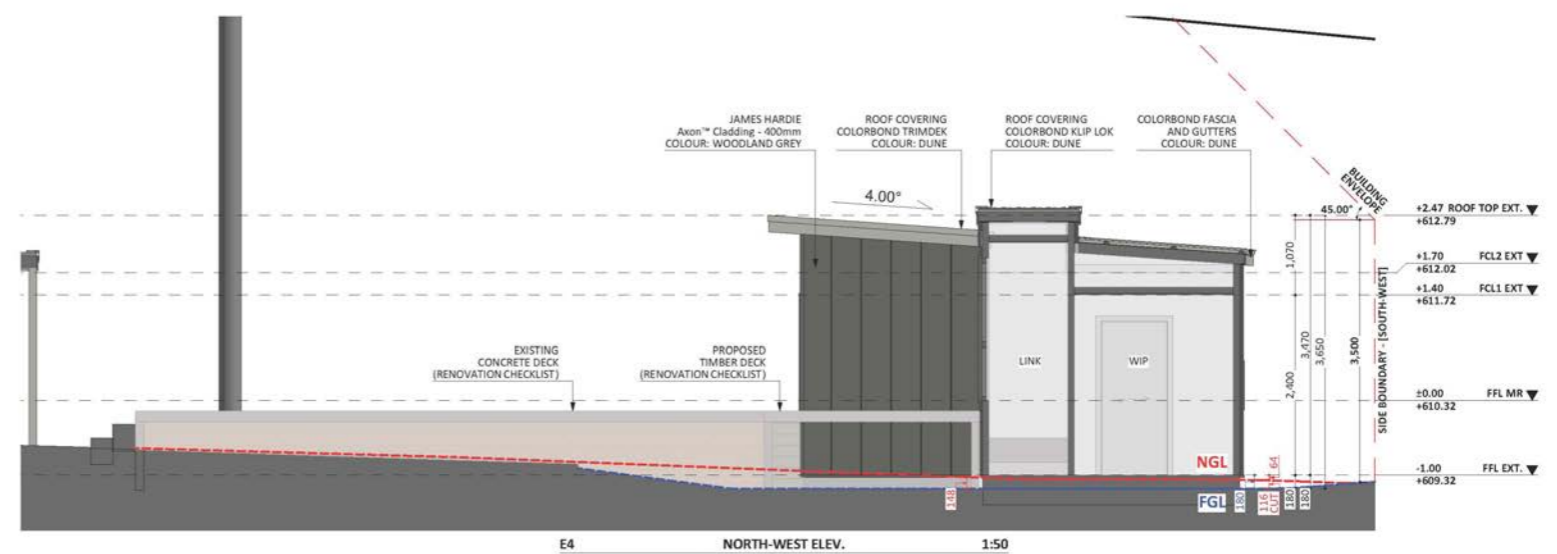 JAMES HARDIE
Axon™ Cladding - 400mm
COLOUR: WOODLAND GREY
ROOF COVERING
COLORBOND TRIMDEK
COLOUR: DUNE
ROOF COVERING
COLORBOND KLIP LOK
COLOUR: DUNE
COLORBOND FASCIA
AND GUTTERS
COLOUR: DUNE
4.00°
BUILDING
ENVELOPE
45.00°
+2.47 ROOF TOP EXT.
+612.79
+1.70 FCL2 EXT
+612.02
+1.40 FCL1 EXT
+611.72
±0.00 FFL MR
+610.32
-1.00 FFL EXT.
+609.32
SIDE BOUNDARY - [SOUTH-WEST]
1,070
2,400
3,470
3,650
3,500
EXISTING
CONCRETE DECK
(RENOVATION CHECKLIST)
PROPOSED
TIMBER DECK
(RENOVATION CHECKLIST)
LINK
WIP
NGL
FGL
148
180
116
CUT
64
180
180
E4 NORTH-WEST ELEV. 1:50